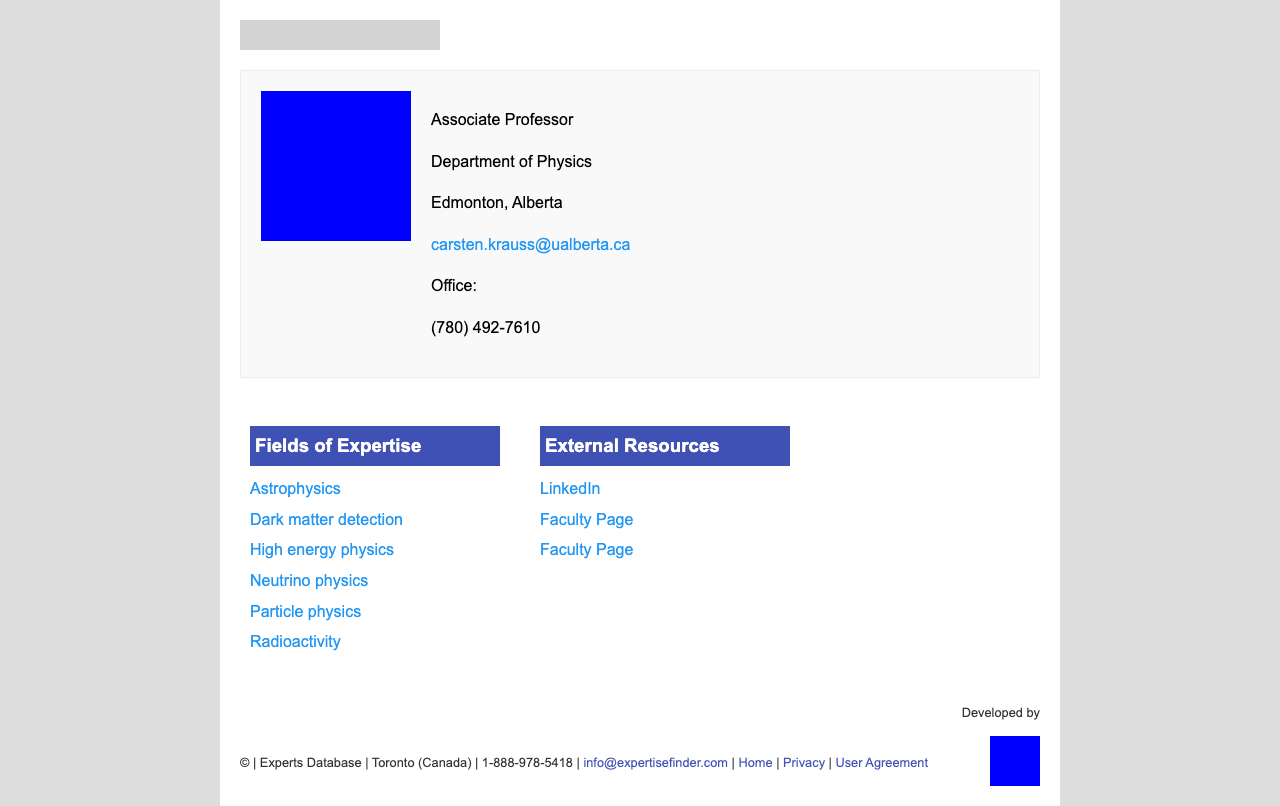 Associate Professor
Department of Physics
Edmonton, Alberta
carsten.krauss@ualberta.ca
Office:
(780) 492-7610
Fields of Expertise
Astrophysics
Dark matter detection
High energy physics
Neutrino physics
Particle physics
Radioactivity
External Resources
LinkedIn
Faculty Page
Faculty Page
Developed by
© | Experts Database | Toronto (Canada) | 1-888-978-5418 | info@expertisefinder.com | Home | Privacy | User Agreement